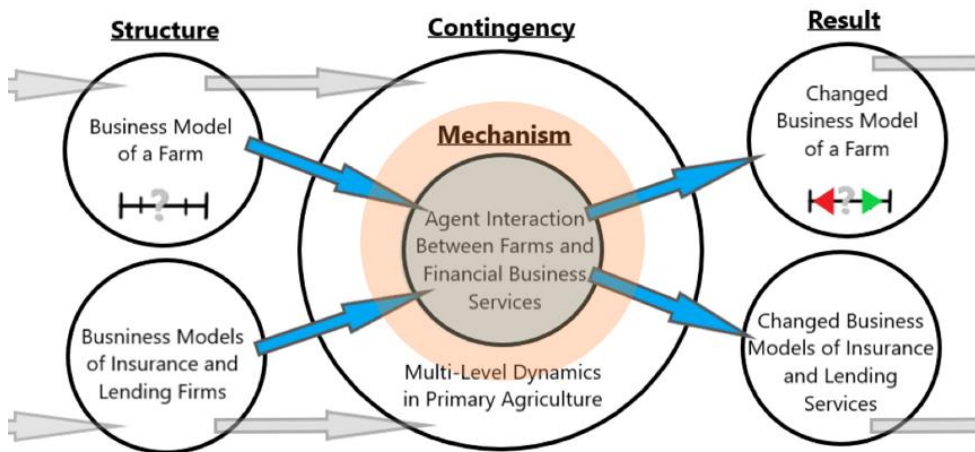 Structure
Contingency
Result
Business Model
of a Farm
?
Busniness Models
of Insurance and
Lending Firms
Mechanism
Agent Interaction
Between Farms and
Financial Business
Services
Multi-Level Dynamics
in Primary Agriculture
Changed
Business Model
of a Farm
?
Changed Business
Models of Insurance
and Lending
Services